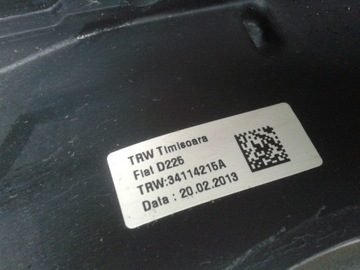 TRW Timisoara
Fiat D225
TRW:34114215A
Data : 20.02.2013